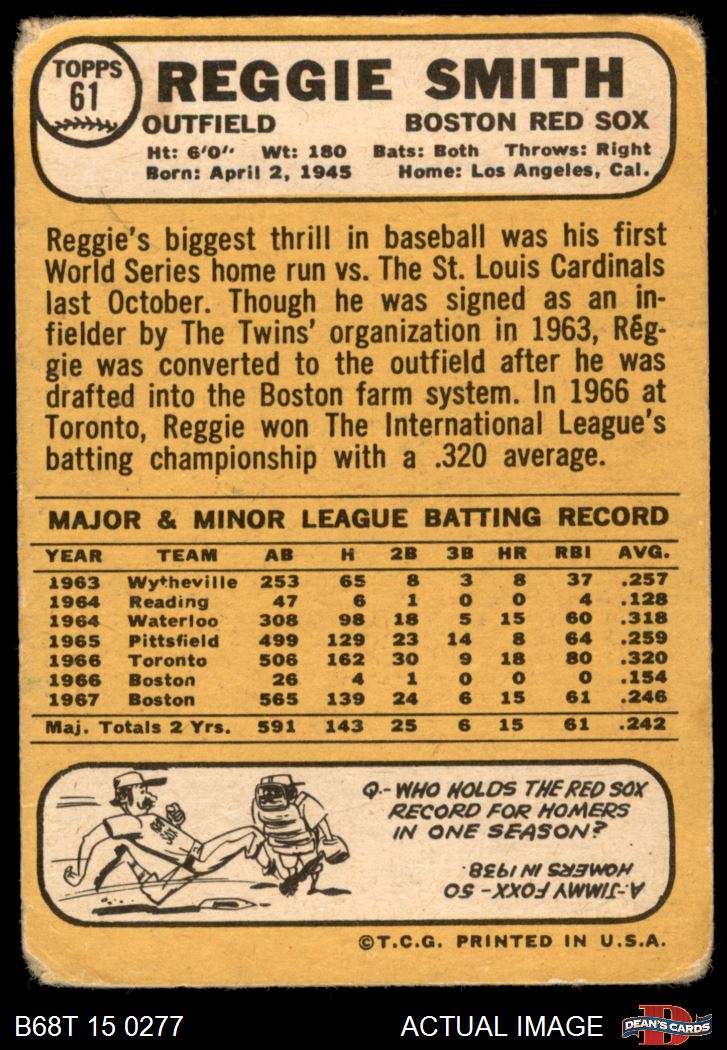 TOPPS
61
REGGIE SMITH
OUTFIELD BOSTON RED SOX
Ht: 6'0" Wt: 180 Bats: Both Throws: Right
Born: April 2, 1945 Home: Los Angeles, Cal.
Reggie's biggest thrill in baseball was his first
World Series home run vs. The St. Louis Cardinals
last October. Though he was signed as an in-
fielder by The Twins' organization in 1963, Reg-
gie was converted to the outfield after he was
drafted into the Boston farm system. In 1966 at
Toronto, Reggie won The International League's
batting championship with a .320 average.
MAJOR & MINOR LEAGUE BATTING RECORD
YEAR TEAM AB H 2B 3B HR RBI AVG.
1963 Wytheville 253 65 8 3 8 37 .257
1964 Reading 47 6 1 0 0 4 .128
1964 Waterloo 308 98 18 5 15 60 .318
1965 Pittsfield 499 129 23 14 8 64 .259
1966 Toronto 506 162 30 9 18 80 .320
1966 Boston 26 4 1 0 0 0 .154
1967 Boston 565 139 24 6 15 61 .246
Maj. Totals 2 Yrs. 591 143 25 6 15 61 .242
Q.- WHO HOLDS THE RED SOX
RECORD FOR HOMERS
IN ONE SEASON?
A.- JIMMY FOXX - 50
HOMERS IN 1938.
©T.C.G. PRINTED IN U.S.A.
B68T 15 0277 ACTUAL IMAGE
D
DEAN'S CARDS